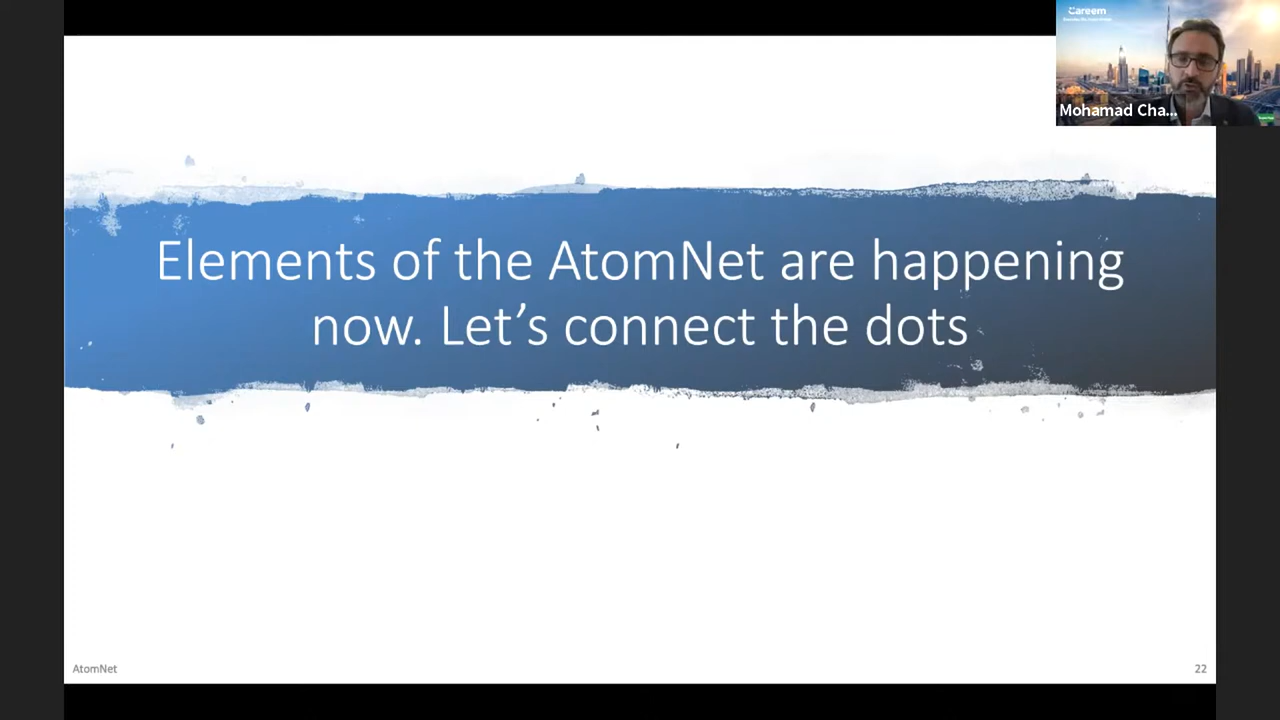 Careem
Mohamad Cha...
Elements of the AtomNet are happening
now. Let’s connect the dots
AtomNet
22